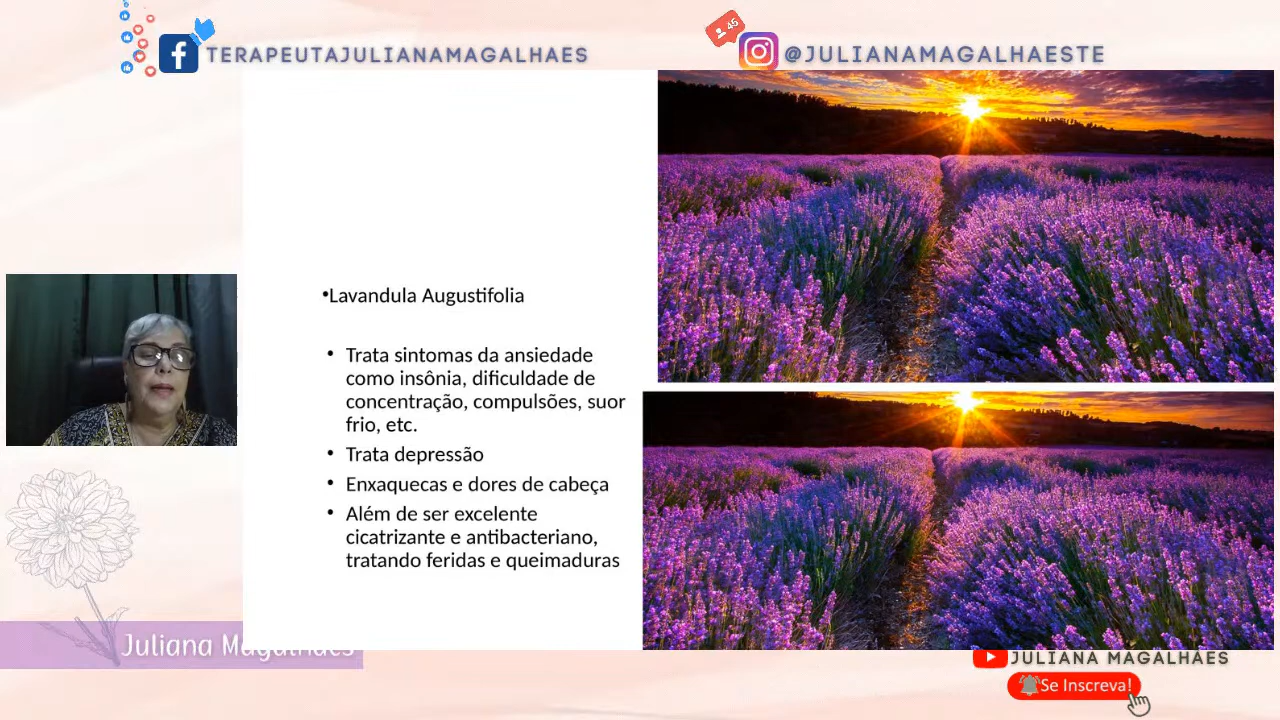 TERAPEUTAJULIANAMAGALHAES
45
@JULIANAMAGALHAESTE
•Lavandula Augustifolia
• Trata sintomas da ansiedade
como insônia, dificuldade de
concentração, compulsões, suor
frio, etc.
• Trata depressão
• Enxaquecas e dores de cabeça
• Além de ser excelente
cicatrizante e antibacteriano,
tratando feridas e queimaduras
Juliana Magalhaes
JULIANA MAGALHAES
Se Inscreva!